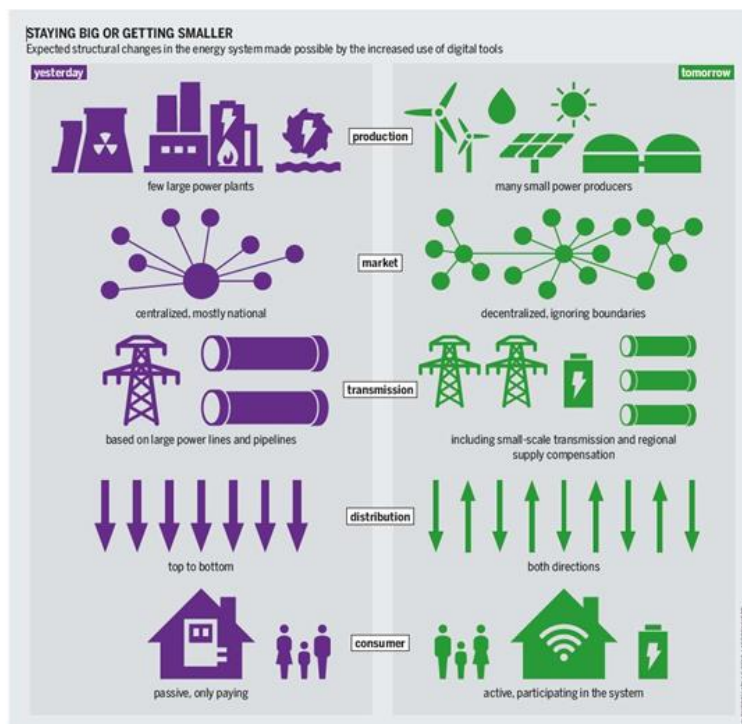 STAYING BIG OR GETTING SMALLER
Expected structural changes in the energy system made possible by the increased use of digital tools
yesterday
tomorrow
production
few large power plants
many small power producers
market
centralized, mostly national
decentralized, ignoring boundaries
transmission
based on large power lines and pipelines
including small-scale transmission and regional
supply compensation
distribution
top to bottom
both directions
consumer
passive, only paying
active, participating in the system